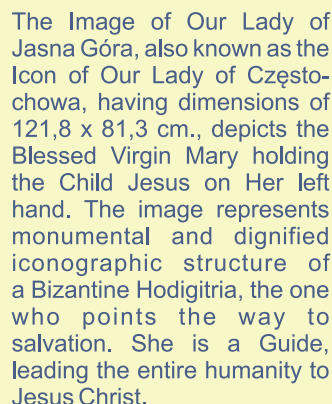 The Image of Our Lady of
Jasna Góra, also known as the
Icon of Our Lady of Często-
chowa, having dimensions of
121,8 x 81,3 cm., depicts the
Blessed Virgin Mary holding
the Child Jesus on Her left
hand. The image represents
monumental and dignified
iconographic structure of
a Bizantine Hodigitria, the one
who points the way to
salvation. She is a Guide,
leading the entire humanity to
Jesus Christ.